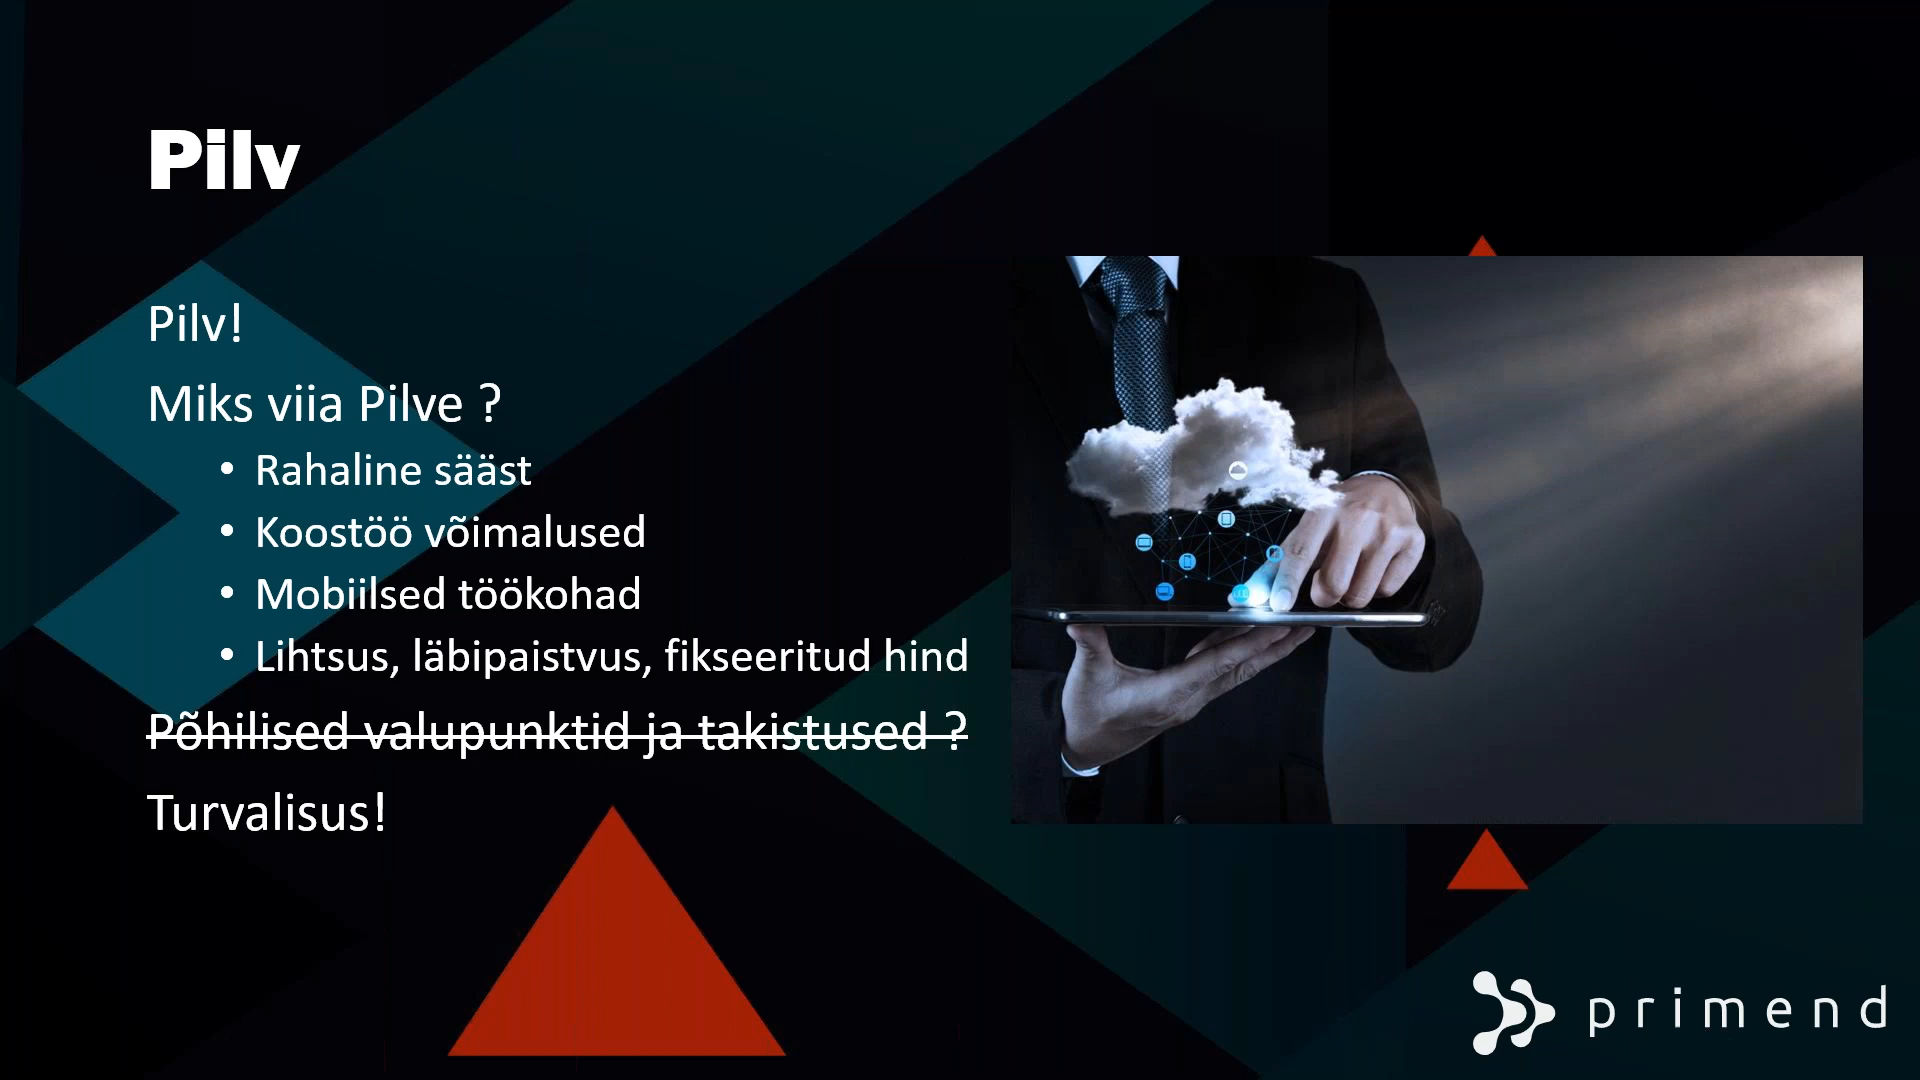 Pilv
Pilv!
Miks viia Pilve ?
• Rahaline sääst
• Koostöö võimalused
• Mobiilsed töökohad
• Lihtsus, läbipaistvus, fikseeritud hind
Põhilised valupunktid ja takistused ?
Turvalisus!
primend